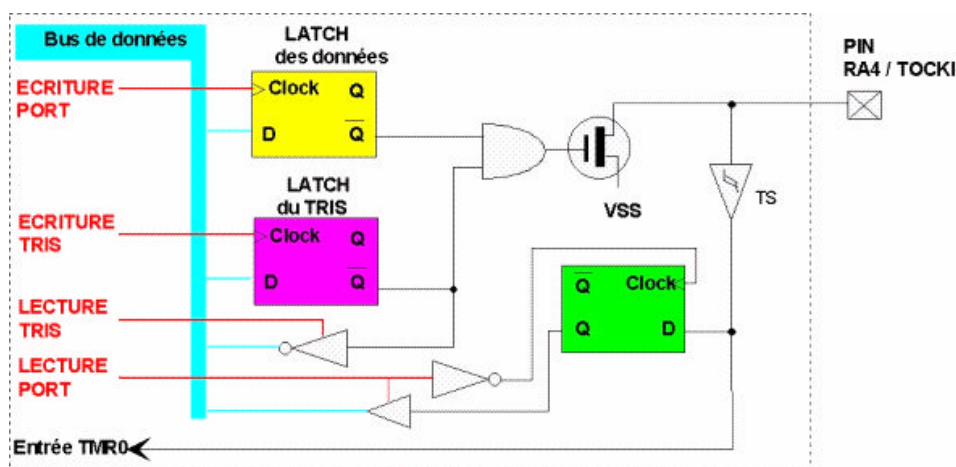 Bus de données
LATCH
des données
PIN
RA4 / TOCKI
ECRITURE
PORT
Clock Q
D Q
LATCH
du TRIS
TS
VSS
ECRITURE
TRIS
Clock Q
D Q
Q Clock
Q D
LECTURE
TRIS
LECTURE
PORT
Entrée TMR0